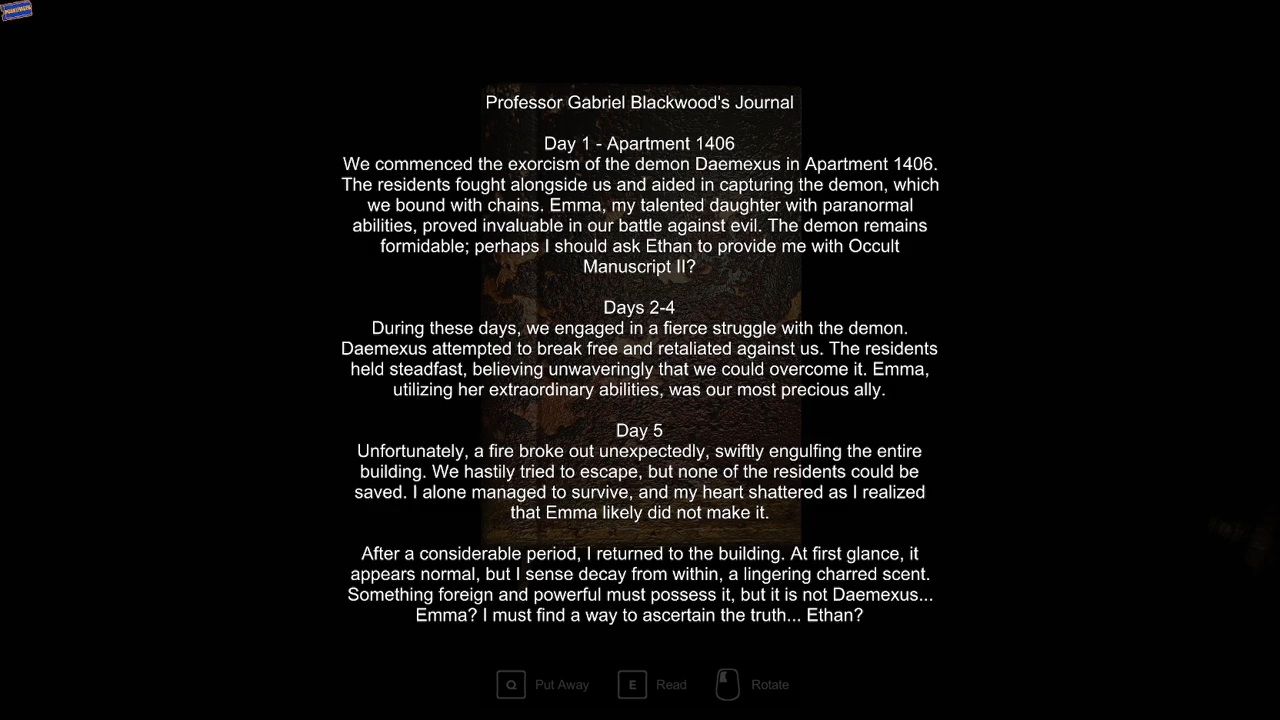 Professor Gabriel Blackwood's Journal
Day 1 - Apartment 1406
We commenced the exorcism of the demon Daemexus in Apartment 1406.
The residents fought alongside us and aided in capturing the demon, which
we bound with chains. Emma, my talented daughter with paranormal
abilities, proved invaluable in our battle against evil. The demon remains
formidable; perhaps I should ask Ethan to provide me with Occult
Manuscript II?
Days 2-4
During these days, we engaged in a fierce struggle with the demon.
Daemexus attempted to break free and retaliated against us. The residents
held steadfast, believing unwaveringly that we could overcome it. Emma,
utilizing her extraordinary abilities, was our most precious ally.
Day 5
Unfortunately, a fire broke out unexpectedly, swiftly engulfing the entire
building. We hastily tried to escape, but none of the residents could be
saved. I alone managed to survive, and my heart shattered as I realized
that Emma likely did not make it.
After a considerable period, I returned to the building. At first glance, it
appears normal, but I sense decay from within, a lingering charred scent.
Something foreign and powerful must possess it, but it is not Daemexus...
Emma? I must find a way to ascertain the truth... Ethan?
Q Put Away E Read Rotate